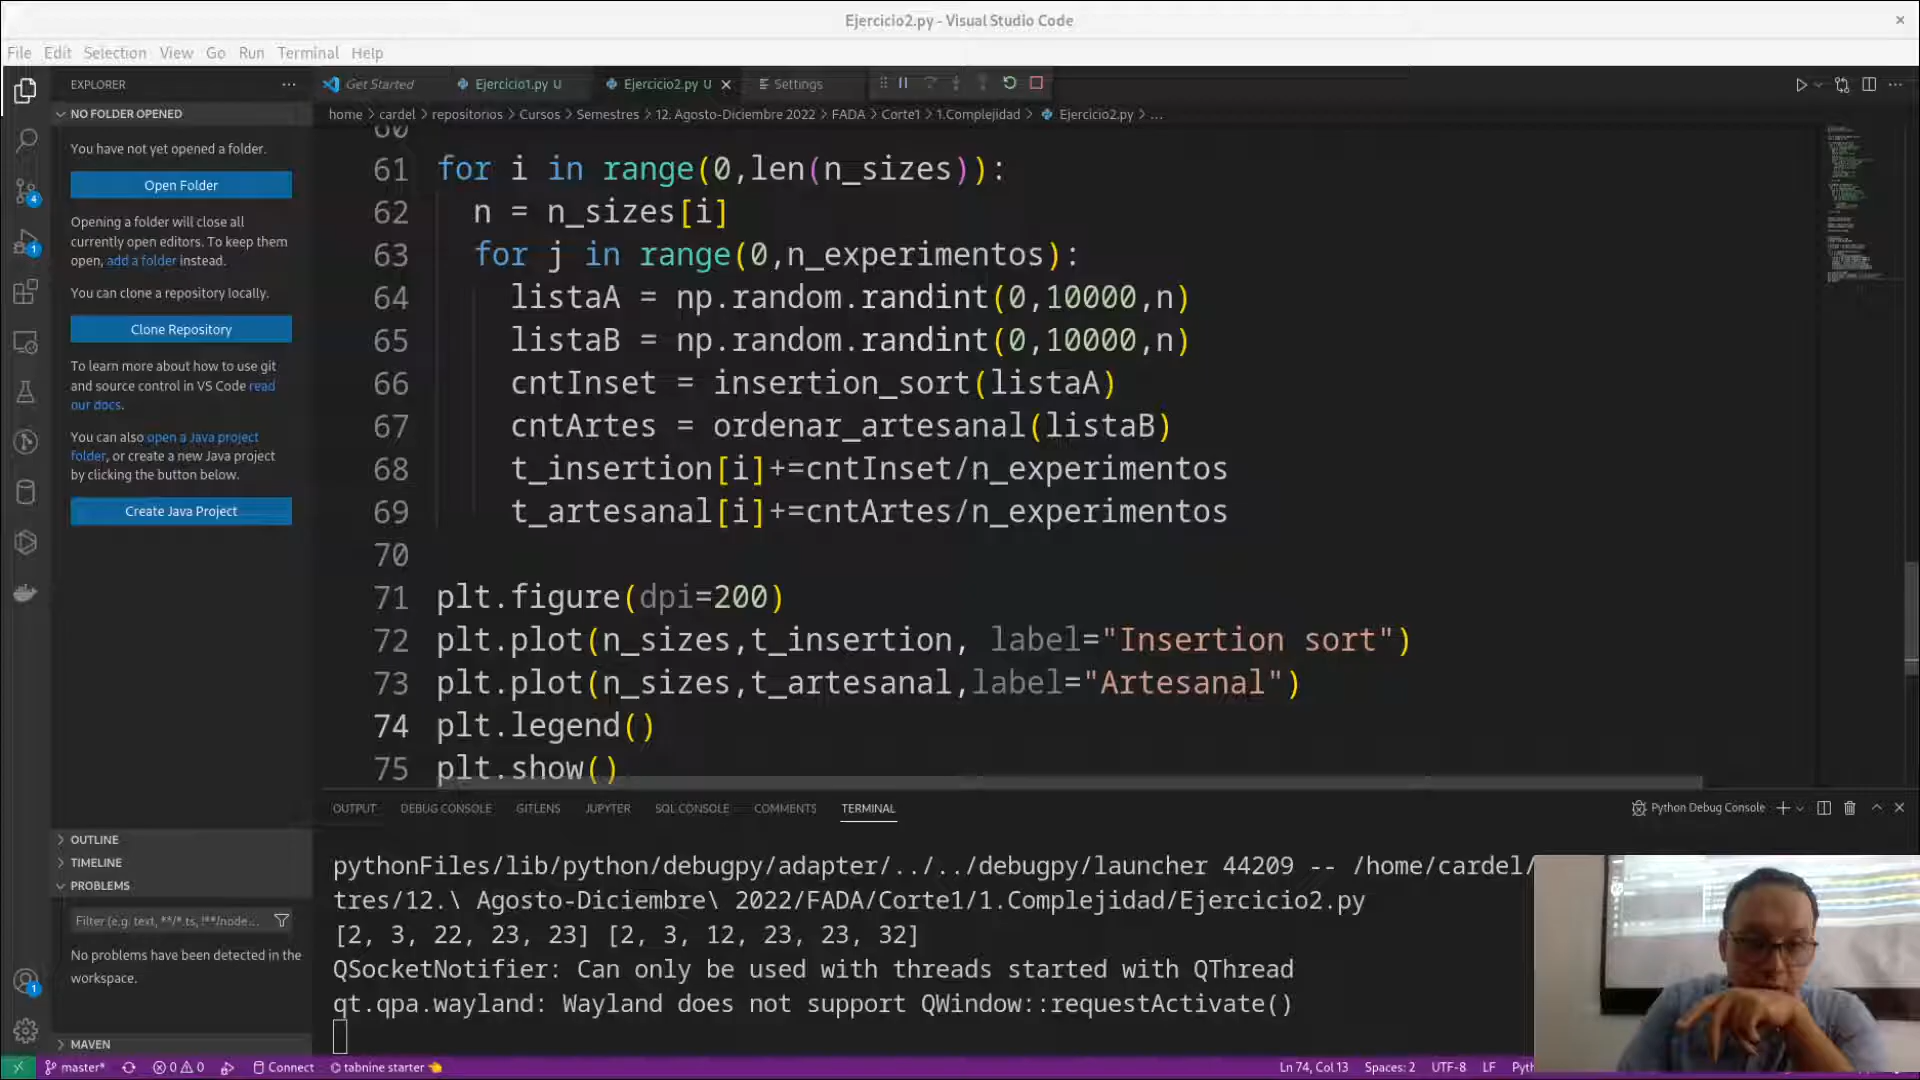 Ejercicio2.py - Visual Studio Code
File Edit Selection View Go Run Terminal Help
EXPLORER
Get Started
Ejercicio1.py U
Ejercicio2.py U
Settings
NO FOLDER OPENED
home > cardel > repositorios > Cursos > Semestres > 12. Agosto-Diciembre 2022 > FADA > Corte1 > 1.Complejidad > Ejercicio2.py > ...
You have not yet opened a folder.
Open Folder
Opening a folder will close all
currently open editors. To keep them
open, add a folder instead.
You can clone a repository locally.
Clone Repository
To learn more about how to use git
and source control in VS Code read
our docs.
You can also open a Java project
folder, or create a new Java project
by clicking the button below.
Create Java Project
60
61 for i in range(0,len(n_sizes)):
62 n = n_sizes[i]
63 for j in range(0,n_experimentos):
64 listaA = np.random.randint(0,10000,n)
65 listaB = np.random.randint(0,10000,n)
66 cntInset = insertion_sort(listaA)
67 cntArtes = ordenar_artesanal(listaB)
68 t_insertion[i]+=cntInset/n_experimentos
69 t_artesanal[i]+=cntArtes/n_experimentos
70
71 plt.figure(dpi=200)
72 plt.plot(n_sizes,t_insertion, label="Insertion sort")
73 plt.plot(n_sizes,t_artesanal,label="Artesanal")
74 plt.legend()
75 plt.show()
OUTPUT DEBUG CONSOLE GITLENS JUPYTER SQL CONSOLE COMMENTS TERMINAL
Python Debug Console
OUTLINE
TIMELINE
PROBLEMS
Filter (e.g. text, **/*.ts, !**/node...
No problems have been detected in the
workspace.
MAVEN
pythonFiles/lib/python/debugpy/adapter/../../debugpy/launcher 44209 -- /home/cardel/
tres/12.\ Agosto-Diciembre\ 2022/FADA/Corte1/1.Complejidad/Ejercicio2.py
[2, 3, 22, 23, 23] [2, 3, 12, 23, 23, 32]
QSocketNotifier: Can only be used with threads started with QThread
qt.qpa.wayland: Wayland does not support QWindow::requestActivate()
4
1
1
master* 0 0 Connect tabnine starter Ln 74, Col 13 Spaces: 2 UTF-8 LF Pyth